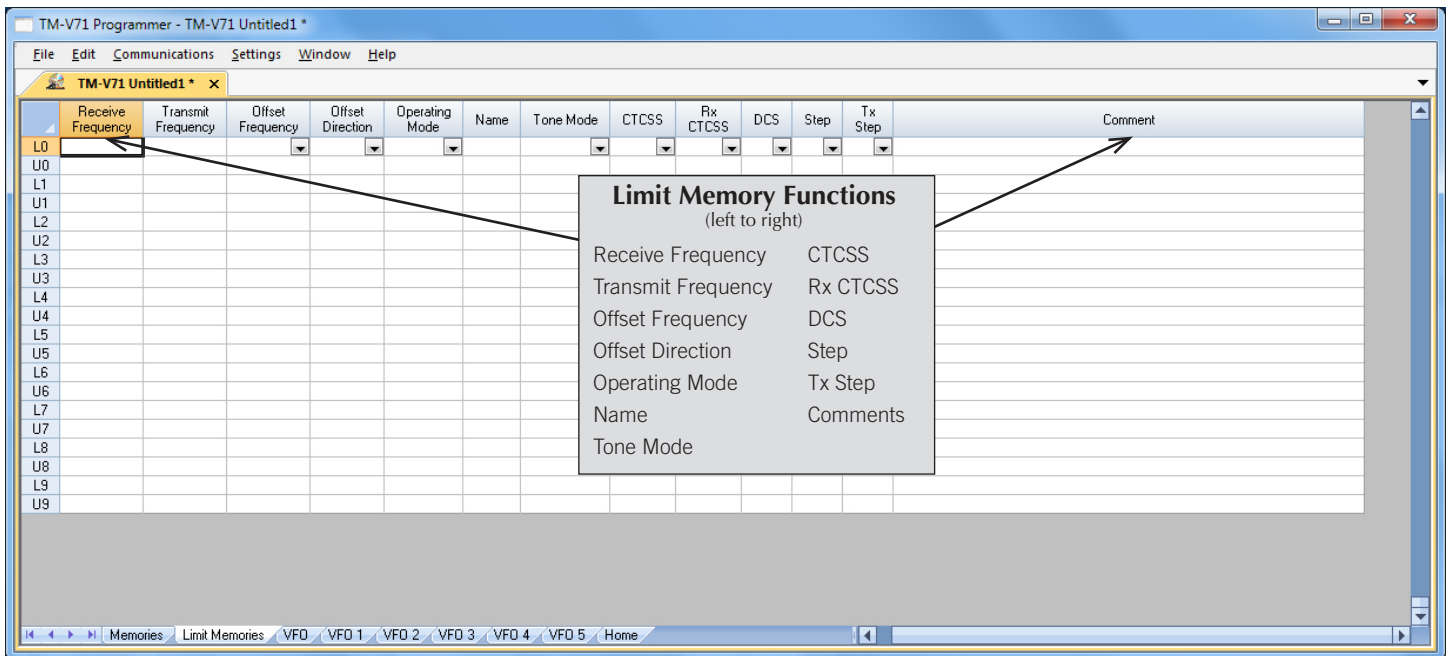 TM-V71 Programmer - TM-V71 Untitled1 *
File Edit Communications Settings Window Help
TM-V71 Untitled1 * X
Receive Frequency Transmit Frequency Offset Frequency Offset Direction Operating Mode Name Tone Mode CTCSS Rx CTCSS DCS Step Tx Step Comment
L0
U0
L1
U1
L2
U2
L3
U3
L4
U4
L5
U5
L6
U6
L7
U7
L8
U8
L9
U9
Limit Memory Functions
(left to right)
Receive Frequency CTCSS
Transmit Frequency Rx CTCSS
Offset Frequency DCS
Offset Direction Step
Operating Mode Tx Step
Name Comments
Tone Mode
Memories Limit Memories VFO VFO 1 VFO 2 VFO 3 VFO 4 VFO 5 Home